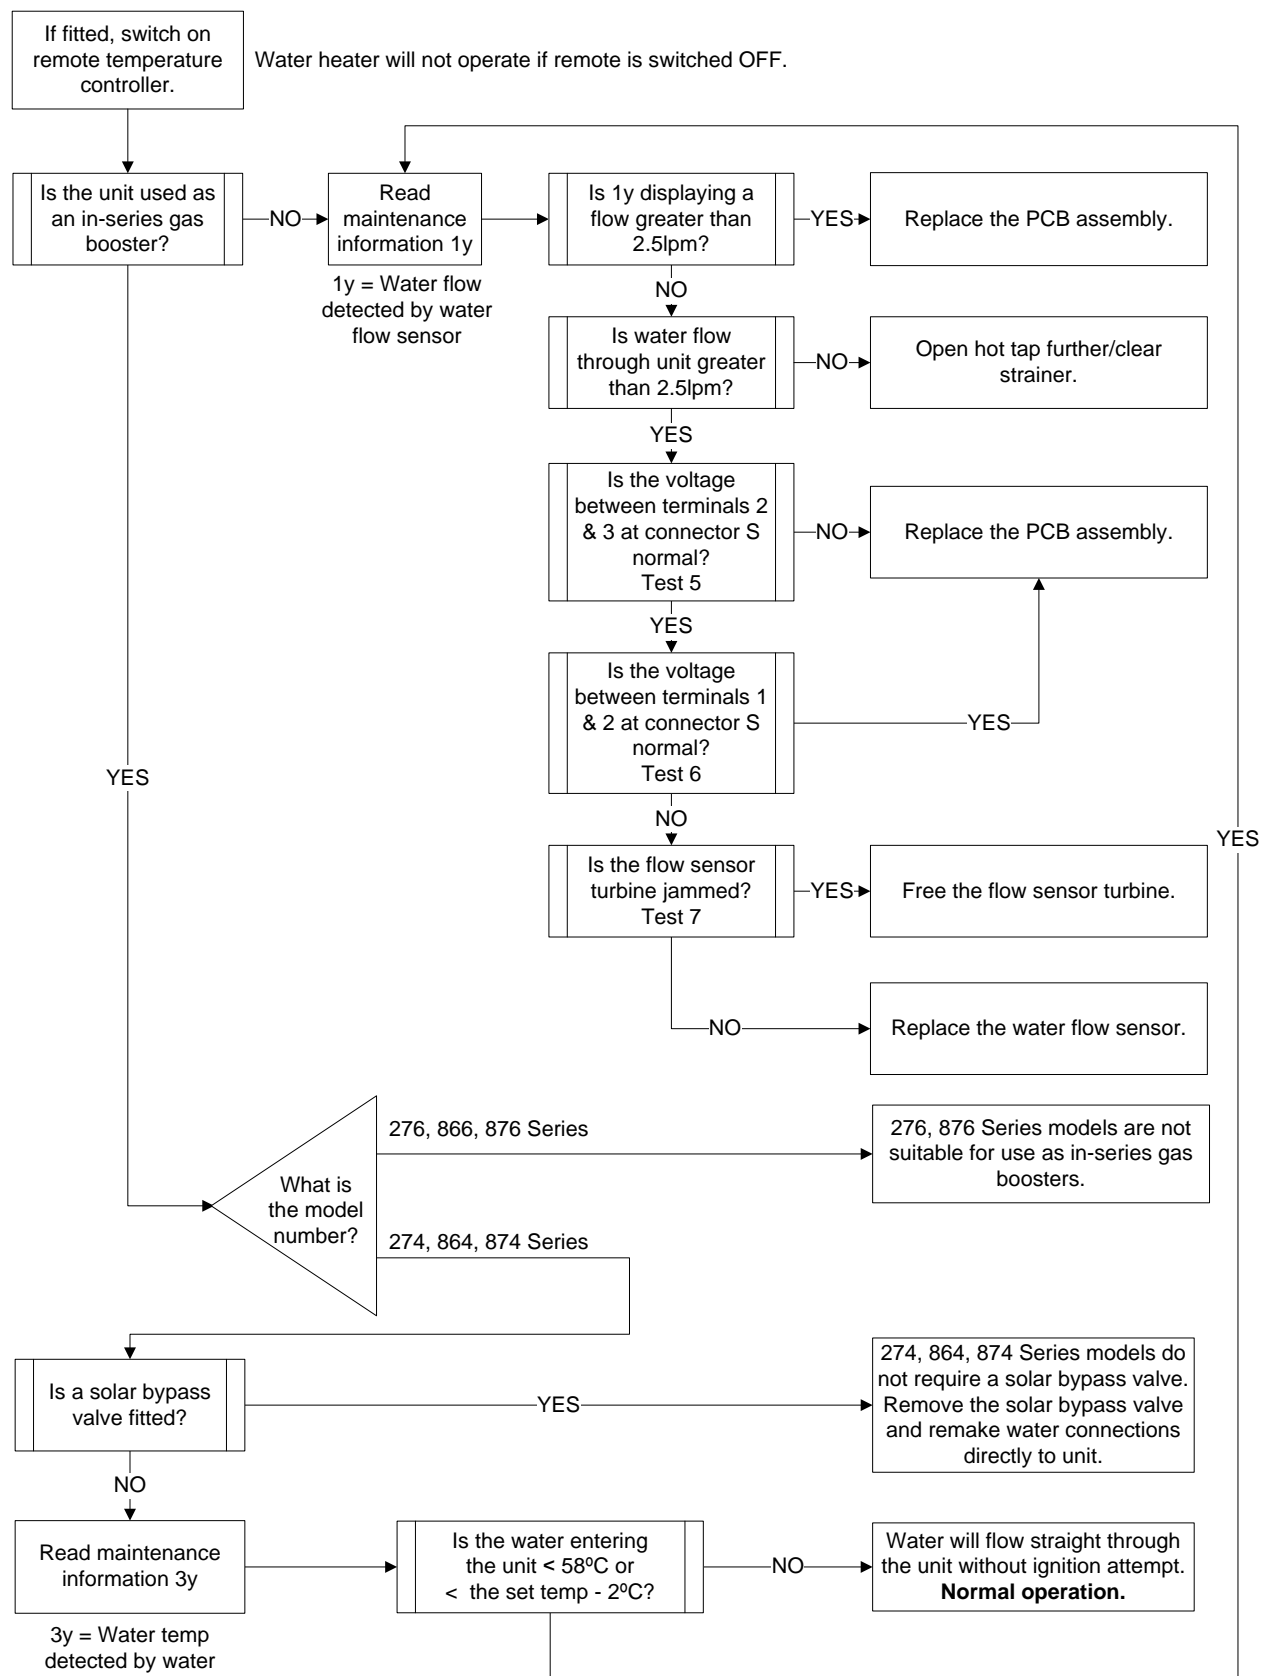 If fitted, switch on
remote temperature
controller.
Water heater will not operate if remote is switched OFF.
Is the unit used as
an in-series gas
booster?
NO
Read
maintenance
information 1y
1y = Water flow
detected by water
flow sensor
Is 1y displaying a
flow greater than
2.5lpm?
YES
Replace the PCB assembly.
NO
Is water flow
through unit greater
than 2.5lpm?
NO
Open hot tap further/clear
strainer.
YES
Is the voltage
between terminals 2
& 3 at connector S
normal?
Test 5
NO
Replace the PCB assembly.
YES
Is the voltage
between terminals 1
& 2 at connector S
normal?
Test 6
YES
NO
Is the flow sensor
turbine jammed?
Test 7
YES
Free the flow sensor turbine.
NO
Replace the water flow sensor.
YES
YES
What is
the model
number?
276, 866, 876 Series
276, 876 Series models are not
suitable for use as in-series gas
boosters.
274, 864, 874 Series
Is a solar bypass
valve fitted?
YES
274, 864, 874 Series models do
not require a solar bypass valve.
Remove the solar bypass valve
and remake water connections
directly to unit.
NO
Read maintenance
information 3y
3y = Water temp
detected by water
Is the water entering
the unit < 58ºC or
< the set temp - 2ºC?
NO
Water will flow straight through
the unit without ignition attempt.
Normal operation.